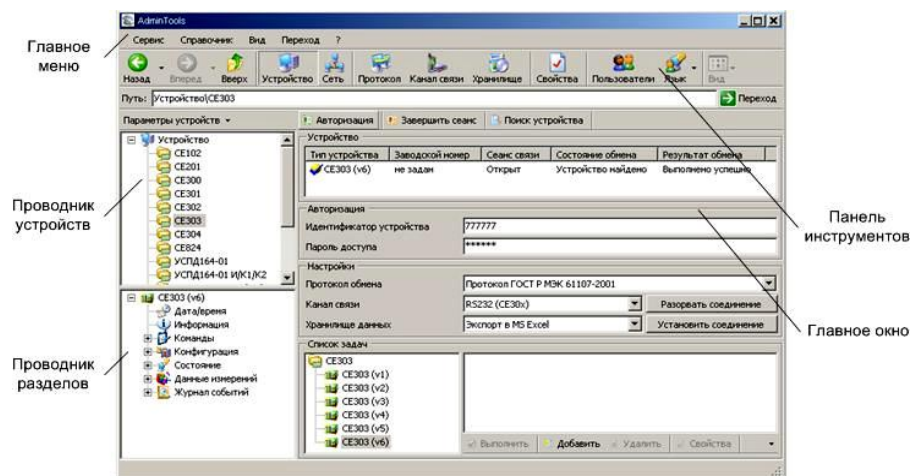 AdminTools
Главное меню
Сервис Справочник Вид Переход ?
Назад Вперед Вверх Устройство Сеть Протокол Канал связи Хранилище Свойства Пользователи Язык Вид
Путь: Устройство\CE303 Переход
Параметры устройств
Авторизация Завершить сеанс Поиск устройства
Устройство
CE102
CE201
CE300
CE301
CE302
CE303
CE304
CE824
УСПД164-01
УСПД164-01 И/К1/К2
Проводник устройств
Устройство
Тип устройства Заводской номер Сеанс связи Состояние обмена Результат обмена
CE303 (v6) не задан Открыт Устройство найдено Выполнено успешно
Авторизация
Идентификатор устройства 777777
Пароль доступа ******
Панель инструментов
Настройки
Протокол обмена Протокол ГОСТ Р МЭК 61107-2001
Канал связи RS232 (CE30x) Разорвать соединение
Хранилище данных Экспорт в MS Excel Установить соединение
Главное окно
CE303 (v6)
Дата/время
Информация
Команды
Конфигурация
Состояние
Данные измерений
Журнал событий
Проводник разделов
Список задач
CE303
CE303 (v1)
CE303 (v2)
CE303 (v3)
CE303 (v4)
CE303 (v5)
CE303 (v6)
Выполнить Добавить Удалить Свойства